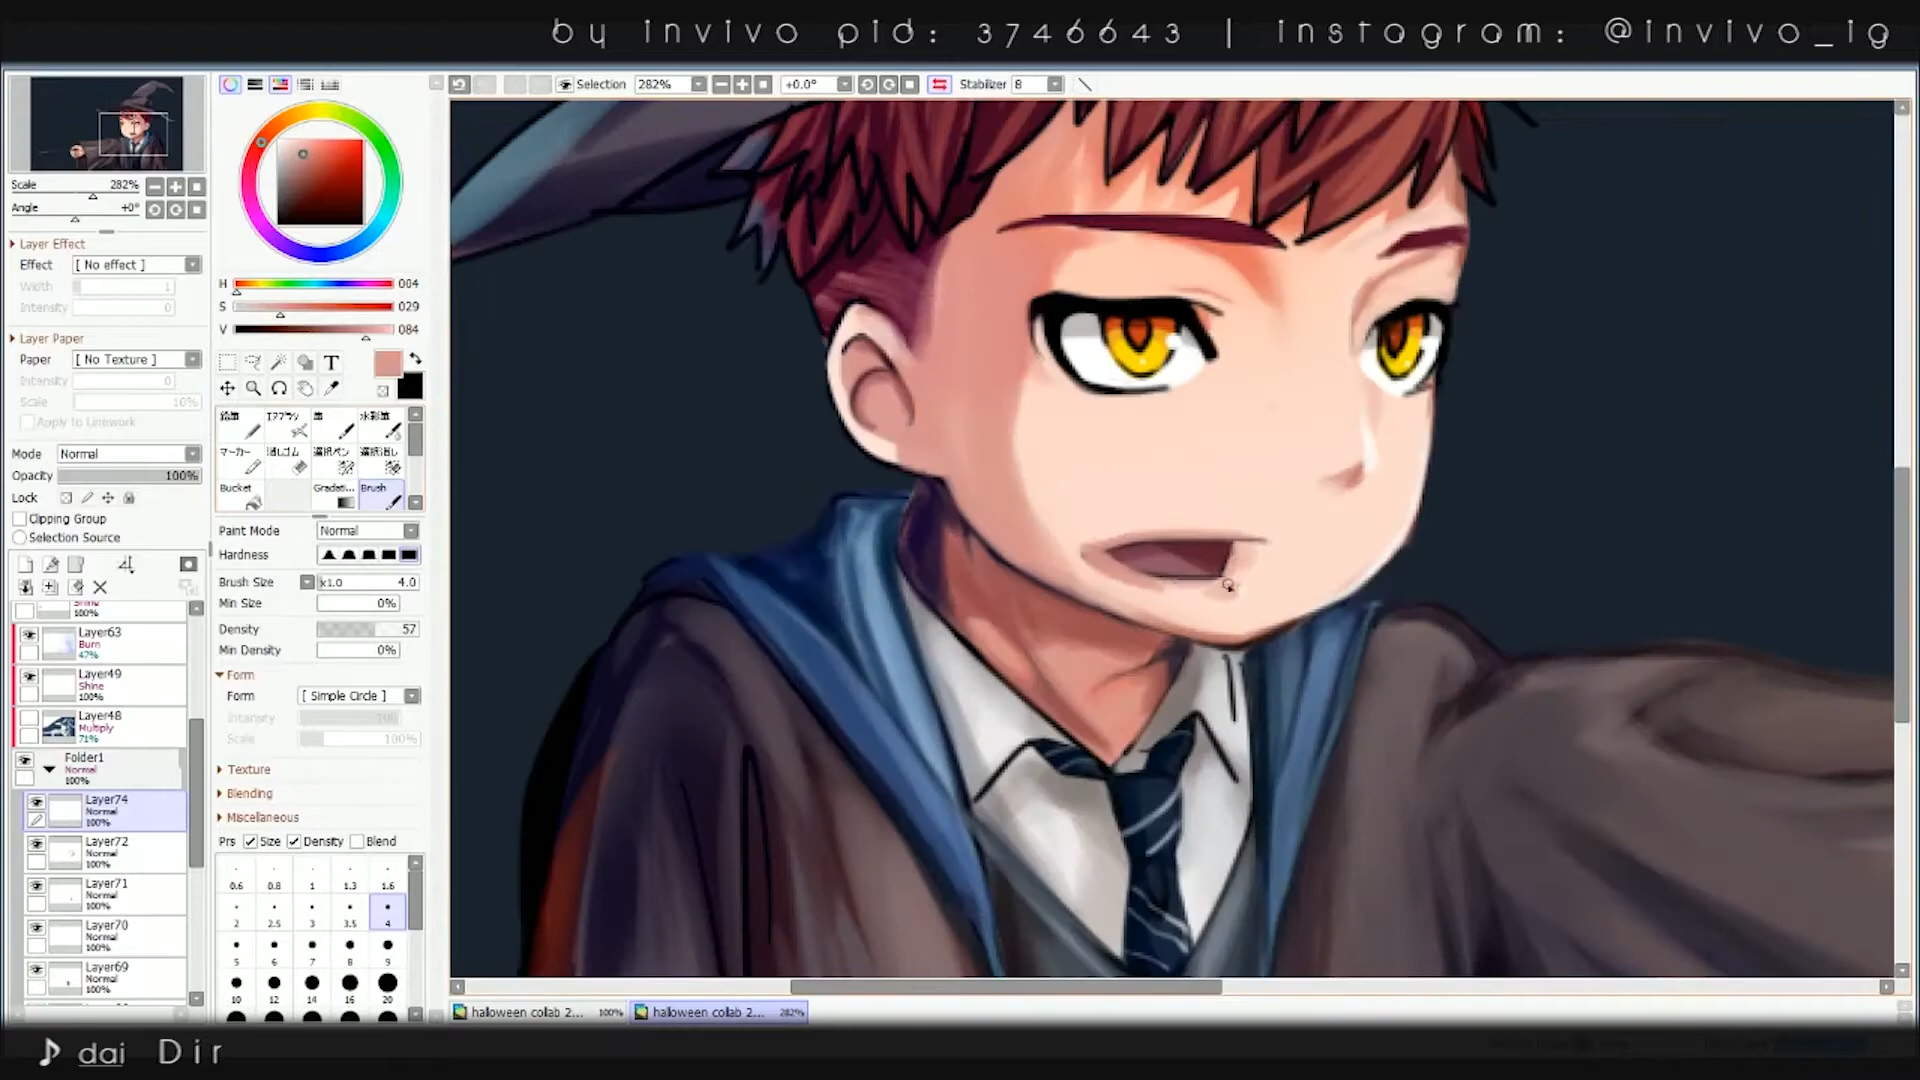 by invivo pid: 3746643 | instagram: @invivo_ig
Selection 282% +0.0° Stabilizer 8
Scale 282%
Angle +0°
Layer Effect
Effect [ No effect ]
Width 1
Intensity 0
Layer Paper
Paper [ No Texture ]
Intensity 0
Scale 10%
Apply to Linework
Mode Normal
Opacity 100%
Lock
Clipping Group
Selection Source
Shine
100%
Layer63
Burn
47%
Layer49
Shine
100%
Layer48
Multiply
71%
Folder1
Normal
100%
Layer74
Normal
100%
Layer72
Normal
100%
Layer71
Normal
100%
Layer70
Normal
100%
Layer69
Normal
100%
H 004
S 029
V 084
T
鉛筆 エアブラシ 筆 水彩筆
マーカー 消しゴム 選択ペン 選択消し
Bucket Gradati... Brush
Paint Mode Normal
Hardness
Brush Size x1.0 4.0
Min Size 0%
Density 57
Min Density 0%
Form
Form [ Simple Circle ]
Intensity 100
Scale 100%
Texture
Blending
Miscellaneous
Prs Size Density Blend
0.6 0.8 1 1.3 1.6
2 2.5 3 3.5 4
5 6 7 8 9
10 12 14 16 20
halloween collab 2... 100% halloween collab 2... 282%
♪ dai Dir